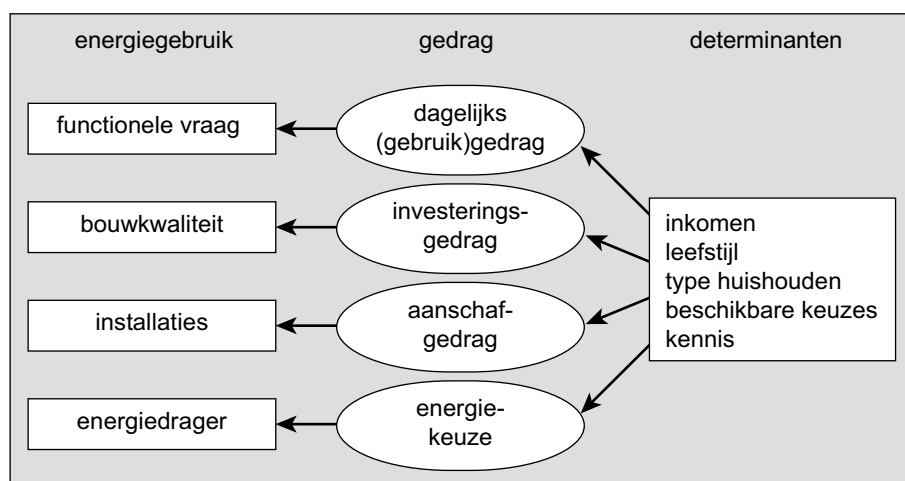 energiegebruik
gedrag
determinanten
functionele vraag
dagelijks
(gebruik)gedrag
bouwkwaliteit
investerings-
gedrag
installaties
aanschaf-
gedrag
energiedrager
energie-
keuze
inkomen
leefstijl
type huishouden
beschikbare keuzes
kennis